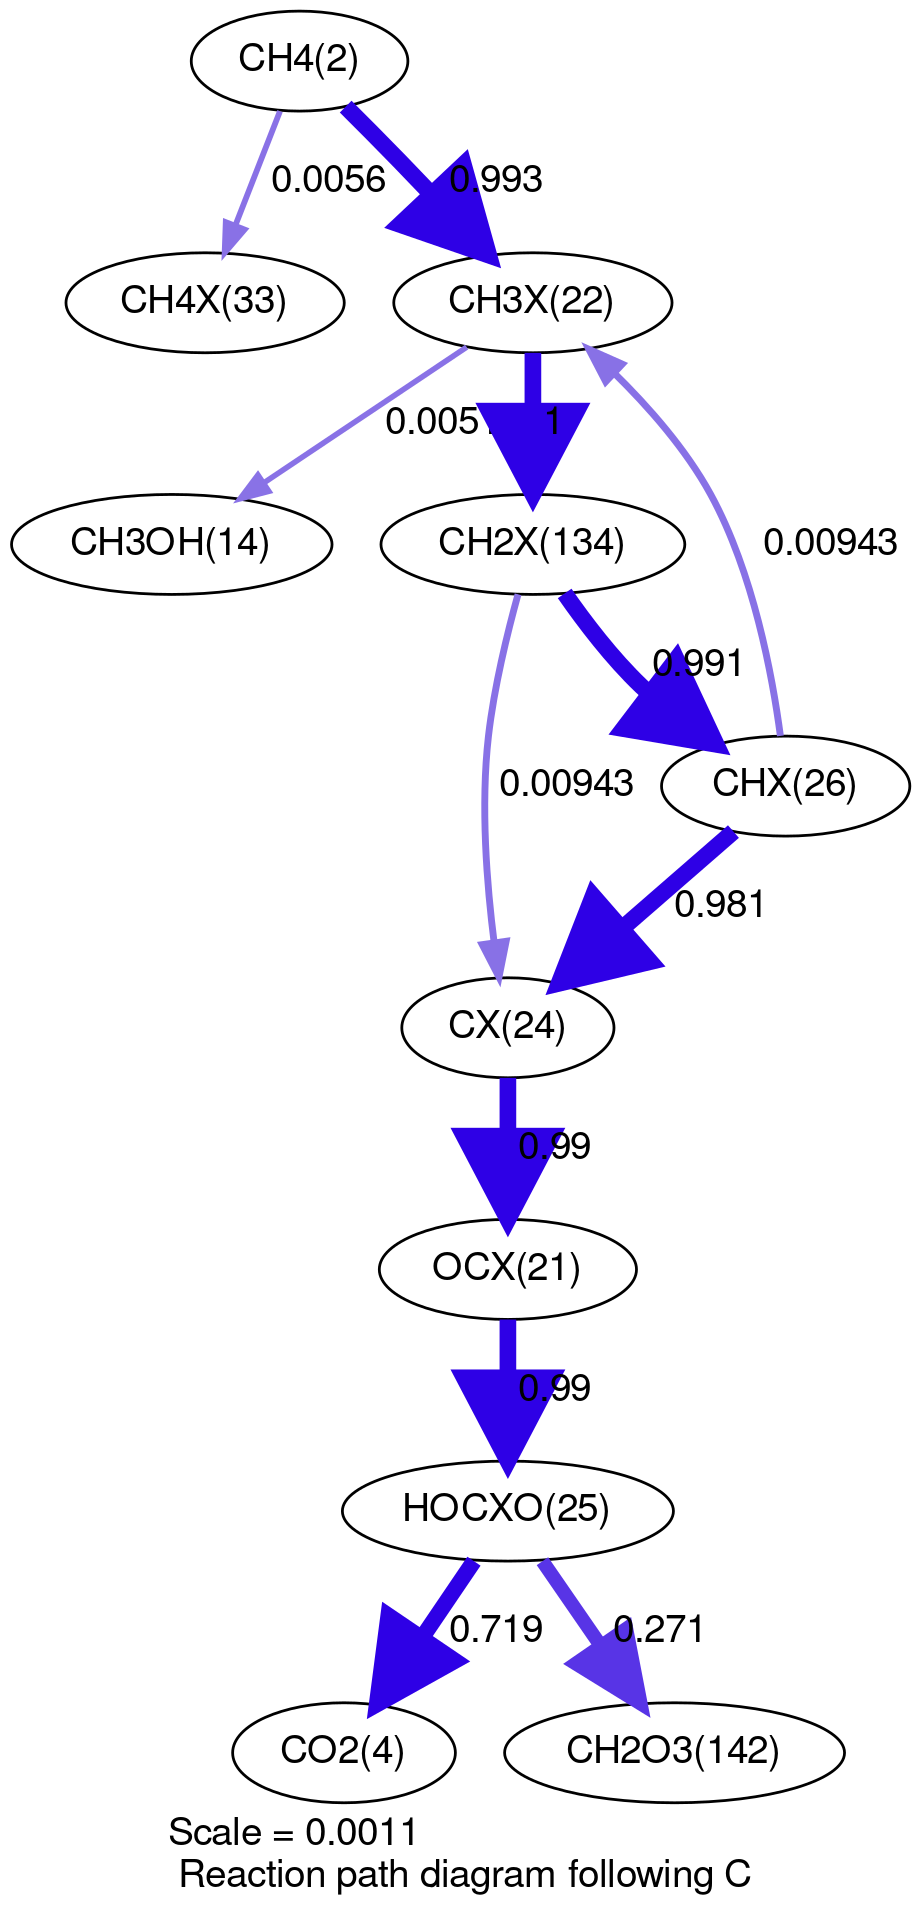 CH4(2)
0.0056
0.993
CH4X(33)
CH3X(22)
1
CH3OH(14)
CH2X(134)
0.00943
0.991
0.00943
CHX(26)
0.981
CX(24)
0.99
OCX(21)
0.99
HOCXO(25)
0.719
0.271
CO2(4)
CH2O3(142)
Scale = 0.0011
Reaction path diagram following C